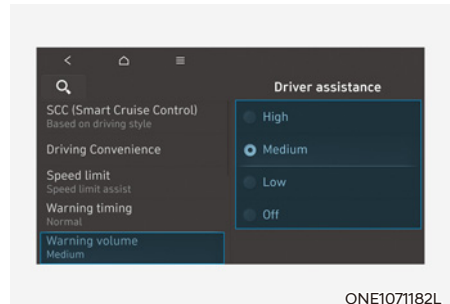 Driver assistance
SCC (Smart Cruise Control)
Based on driving style
Driving Convenience
Speed limit
Speed limit assist
Warning timing
Normal
Warning volume
Medium
High
Medium
Low
Off
ONE1071182L